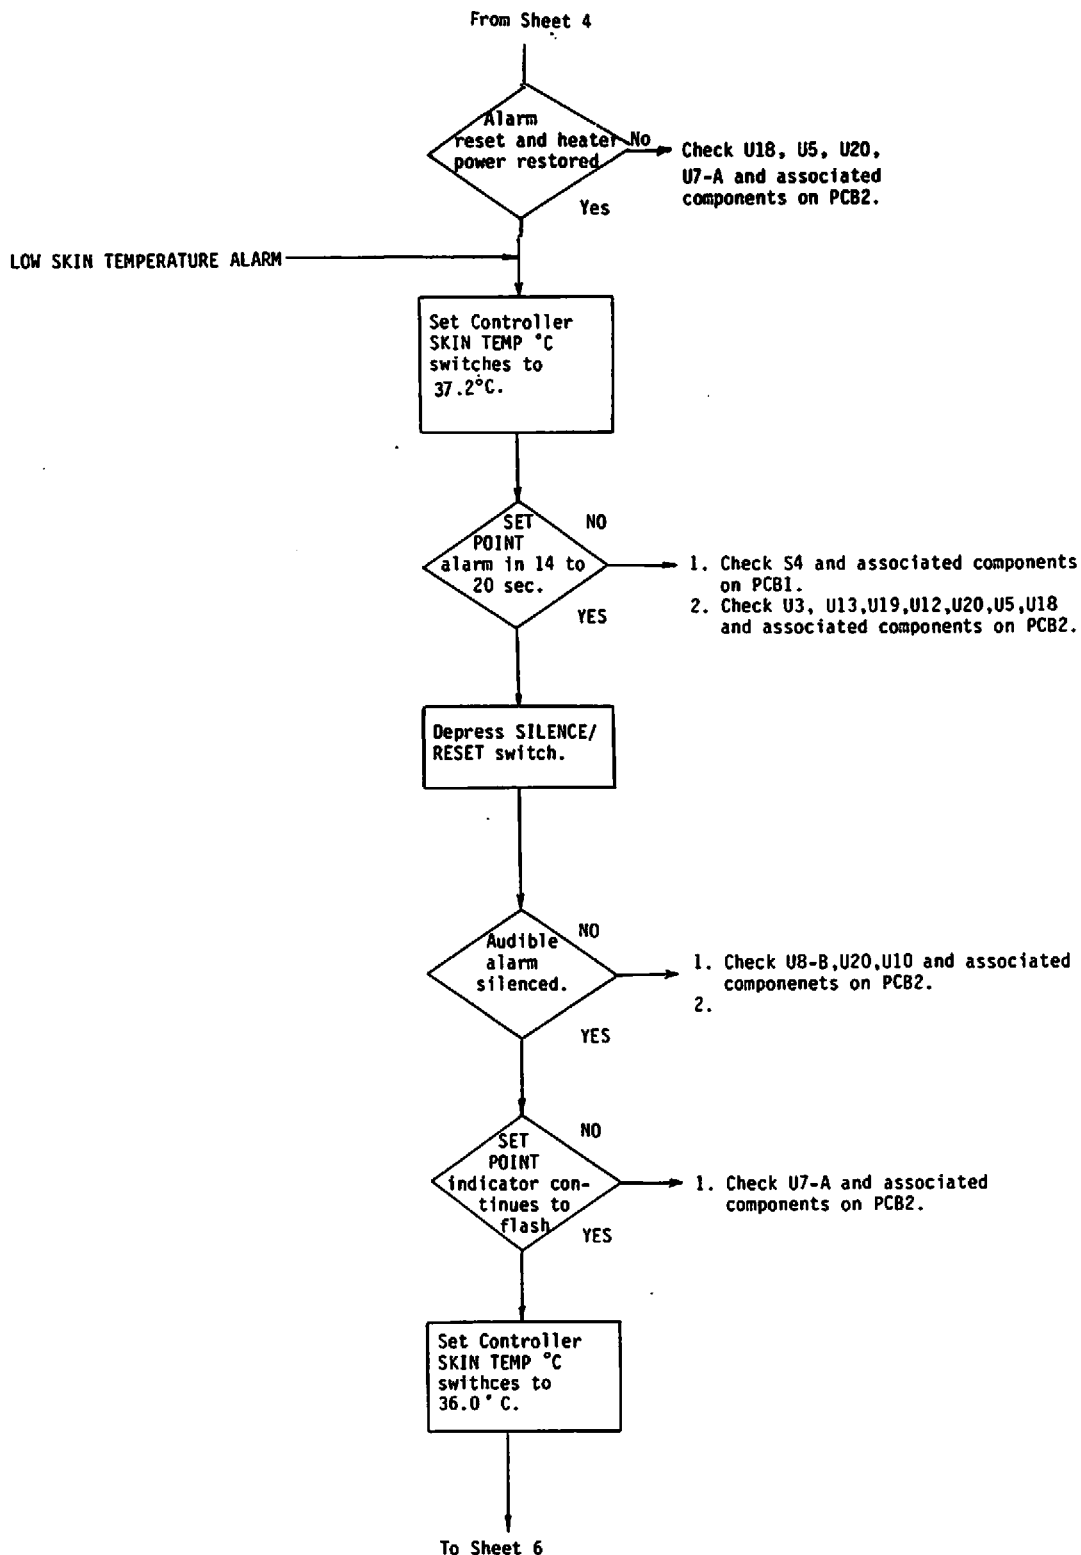 From Sheet 4
Alarm
reset and heater
power restored
No
Check U18, U5, U20,
U7-A and associated
components on PCB2.
Yes
LOW SKIN TEMPERATURE ALARM
Set Controller
SKIN TEMP °C
switches to
37.2°C.
SET
POINT
alarm in 14 to
20 sec.
NO
1. Check S4 and associated components
on PCB1.
2. Check U3, U13,U19,U12,U20,U5,U18
and associated components on PCB2.
YES
Depress SILENCE/
RESET switch.
Audible
alarm
silenced.
NO
1. Check U8-B,U20,U10 and associated
componenets on PCB2.
2.
YES
SET
POINT
indicator con-
tinues to
flash
NO
1. Check U7-A and associated
components on PCB2.
YES
Set Controller
SKIN TEMP °C
swithces to
36.0°C.
To Sheet 6